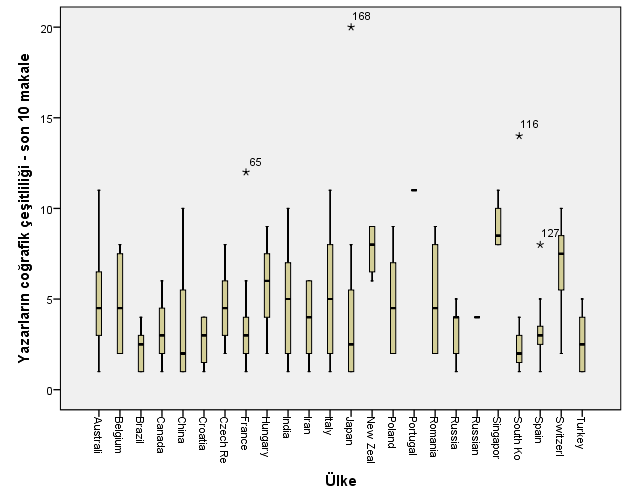 Yazarların coğrafik çeşitliliği - son 10 makale
20
15
10
5
0
168
116
65
127
Australi
Belgium
Brazil
Canada
China
Croatia
Czech Re
France
Hungary
India
Iran
Italy
Japan
New Zeal
Poland
Portugal
Romania
Russia
Russian
Singapor
South Ko
Spain
Switzerl
Turkey
Ülke